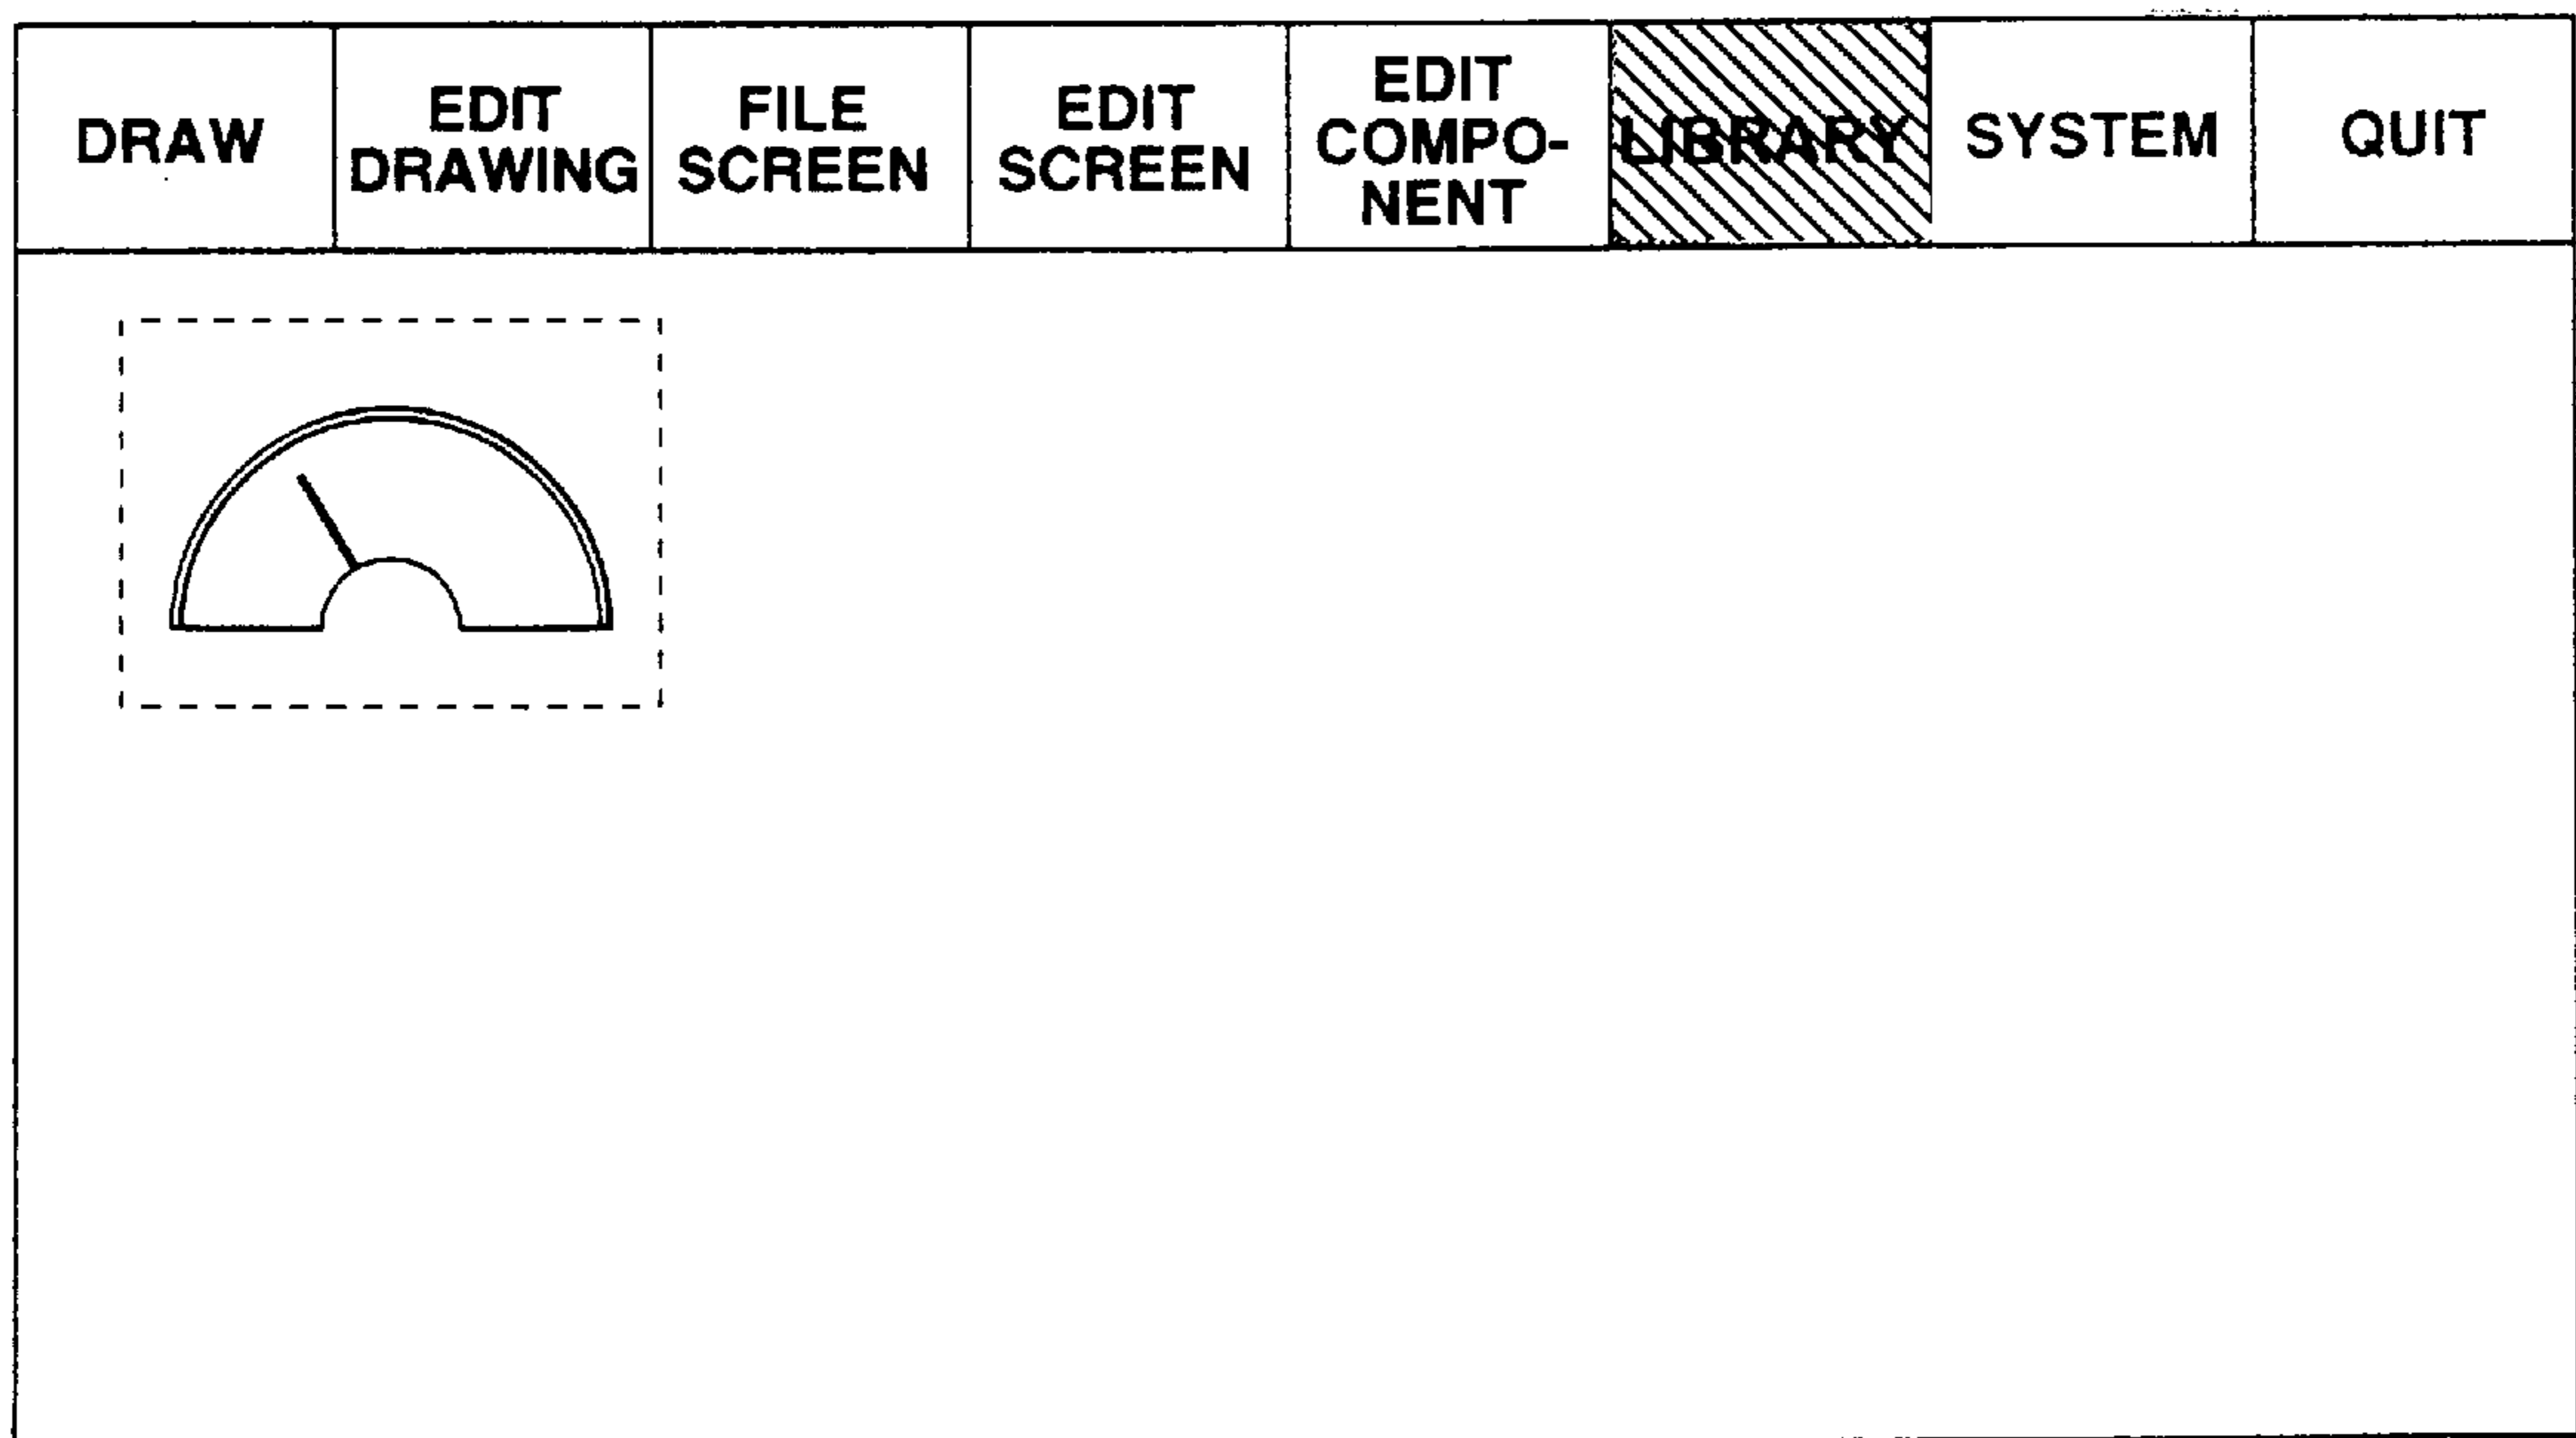 DRAW
EDIT
DRAWING
FILE
SCREEN
EDIT
SCREEN
EDIT
COMPO-
NENT
LIBRARY
SYSTEM
QUIT